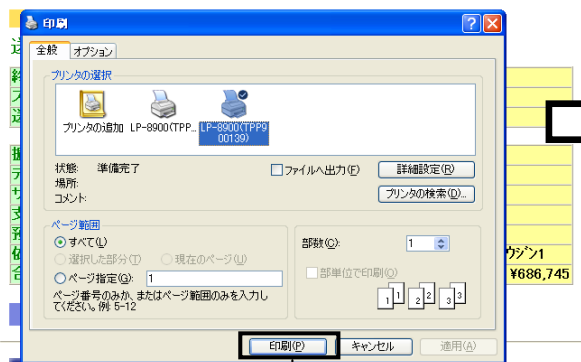 印刷
全般 オプション
プリンタの選択
プリンタの追加 LP-8900(TPP... LP-8900(TPP9
00139)
状態: 準備完了
場所:
コメント:
ファイルへ出力(F)
詳細設定(R)
プリンタの検索(D)...
ページ範囲
すべて(L)
選択した部分(T) 現在のページ(U)
ページ指定(G): 1
ページ番号のみか、またはページ範囲のみを入力し
てください。例: 5-12
部数(C): 1
部単位で印刷(O)
1 1 2 2 3 3
印刷(P) キャンセル 適用(A)
ウジン1
¥686,745